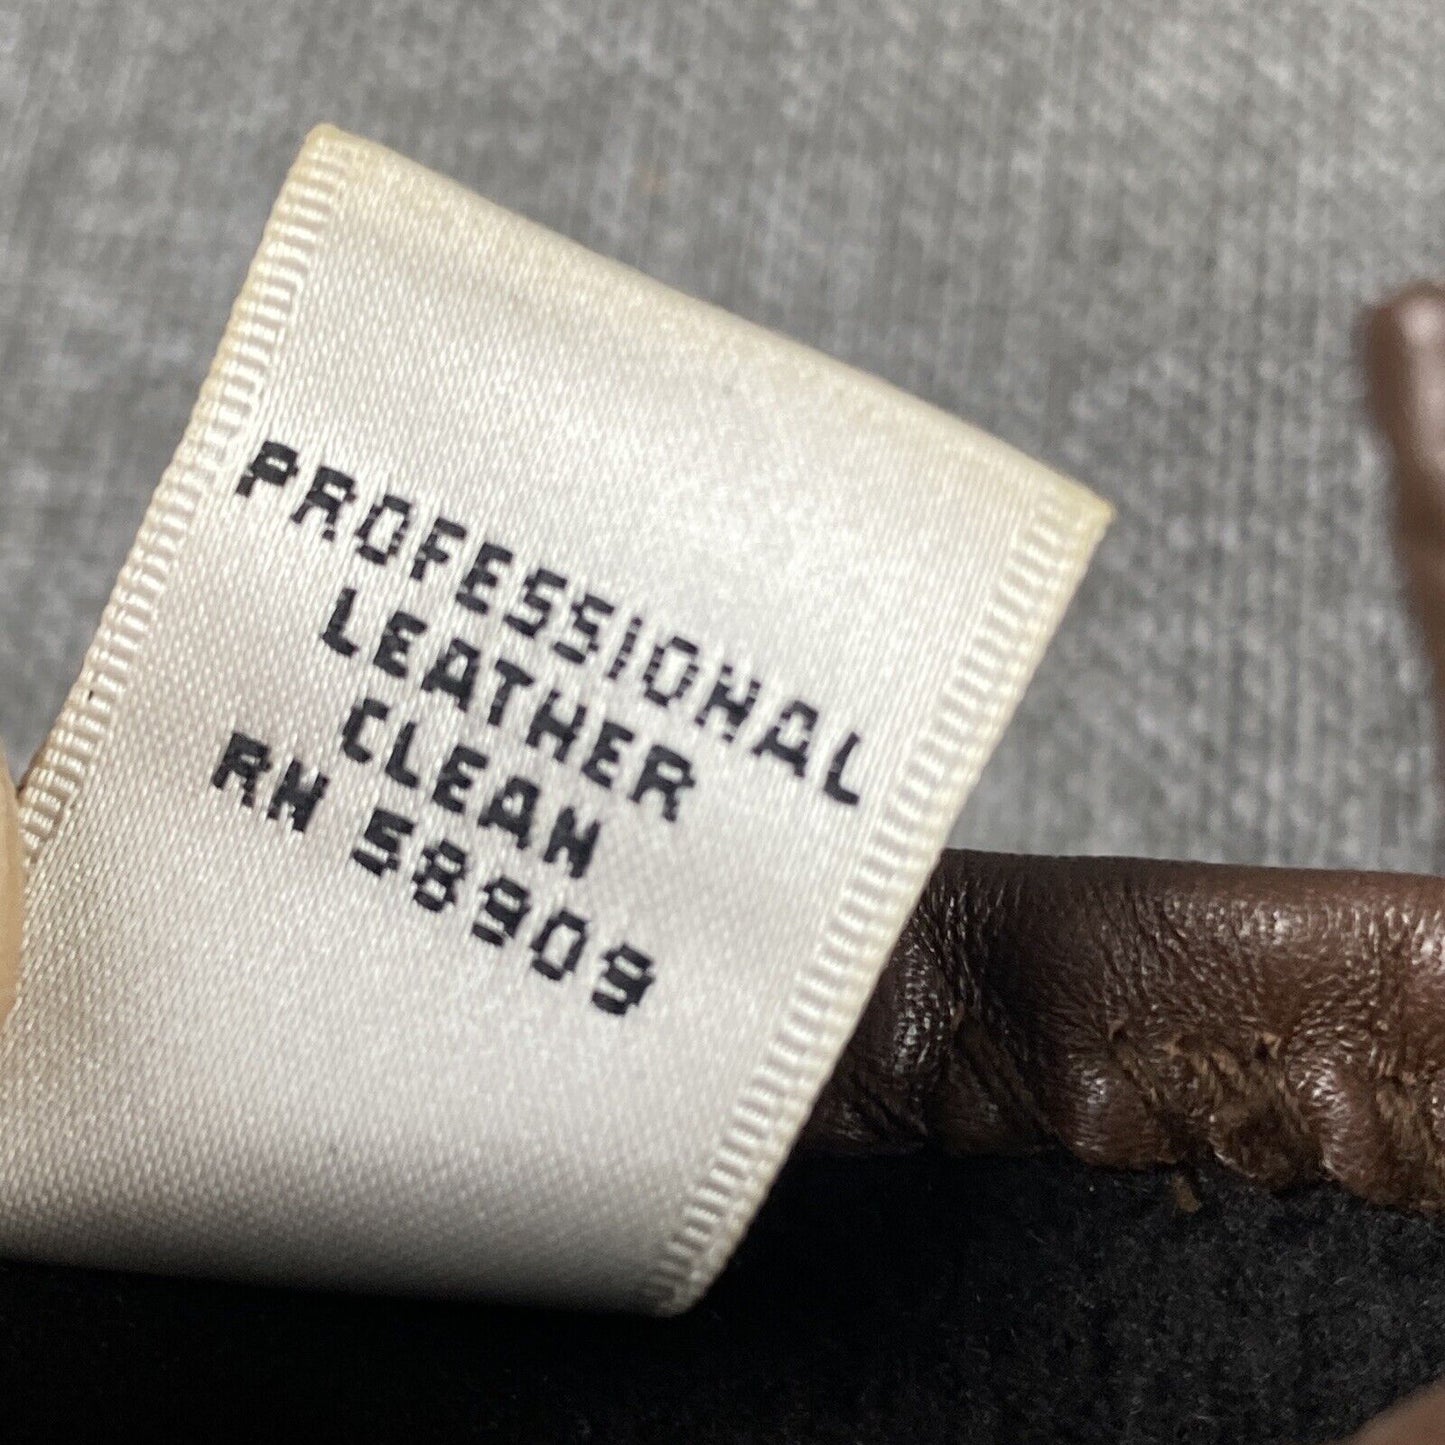 PROFESSIONAL
LEATHER
CLEAN
RN 58909